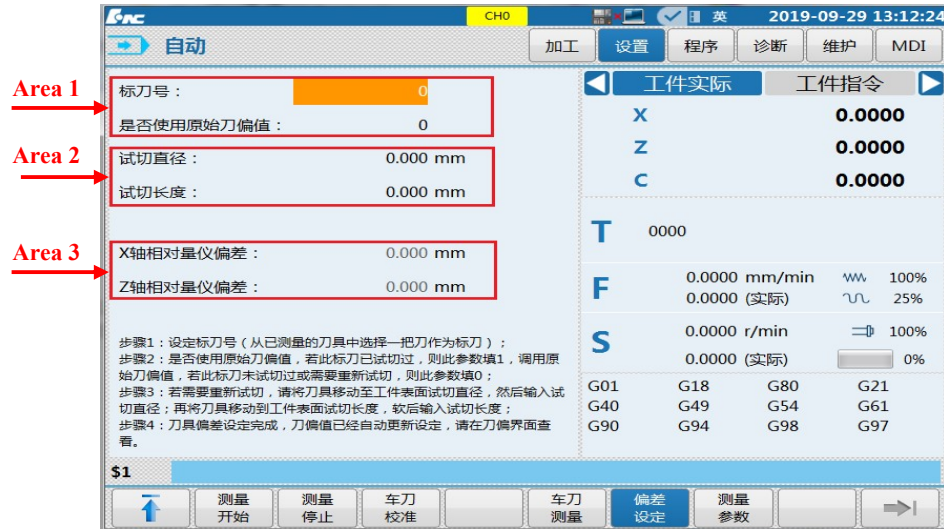 HNC CH0 英 2019-09-29 13:12:24
自动 加工 设置 程序 诊断 维护 MDI
Area 1
标刀号： 0
是否使用原始刀偏值： 0
Area 2
试切直径： 0.000 mm
试切长度： 0.000 mm
Area 3
X轴相对量仪偏差： 0.000 mm
Z轴相对量仪偏差： 0.000 mm
步骤1：设定标刀号（从已测量的刀具中选择一把刀作为标刀）；
步骤2：是否使用原始刀偏值，若此标刀已试切过，则此参数填1，调用原
始刀偏值，若此标刀未试切过或需要重新试切，则此参数填0；
步骤3：若需要重新试切，请将刀具移动至工件表面试切直径，然后输入试
切直径；再将刀具移动到工件表面试切长度，软后输入试切长度；
步骤4：刀具偏差设定完成，刀偏值已经自动更新设定，请在刀偏界面查
看。
工件实际 工件指令
X 0.0000
Z 0.0000
C 0.0000
T 0000
F 0.0000 mm/min 100%
0.0000 (实际) 25%
S 0.0000 r/min 100%
0.0000 (实际) 0%
G01 G18 G80 G21
G40 G49 G54 G61
G90 G94 G98 G97
$1
测量开始 测量停止 车刀校准 车刀测量 偏差设定 测量参数